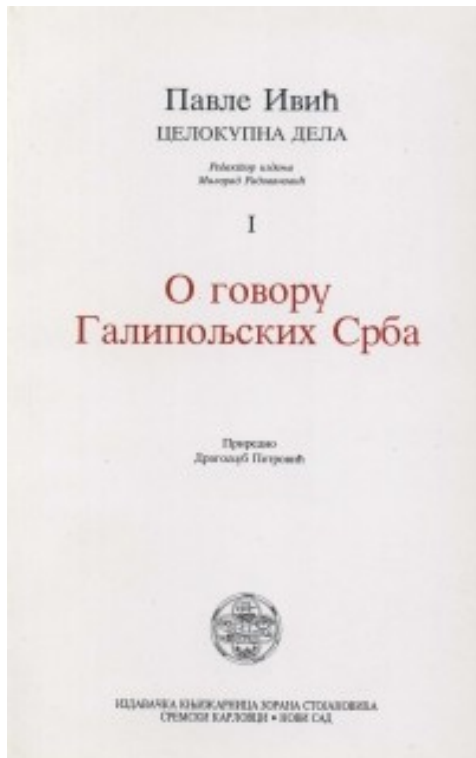 Павле Ивић
ЦЕЛОКУПНА ДЕЛА
Редактор издања
Милорад Радовановић
I
О говору
Галипољских Срба
Приредио
Драгољуб Петровић
ИЗДАВАЧКА КЊИЖАРНИЦА ЗОРАНА СТОЈАНОВИЋА
СРЕМСКИ КАРЛОВЦИ • НОВИ САД